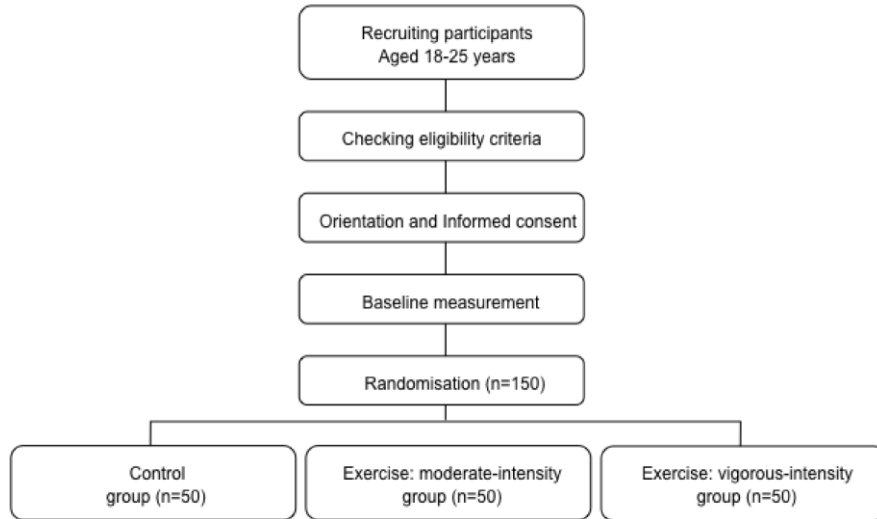 Recruiting participants
Aged 18-25 years
Checking eligibility criteria
Orientation and Informed consent
Baseline measurement
Randomisation (n=150)
Control
group (n=50)
Exercise: moderate-intensity
group (n=50)
Exercise: vigorous-intensity
group (n=50)